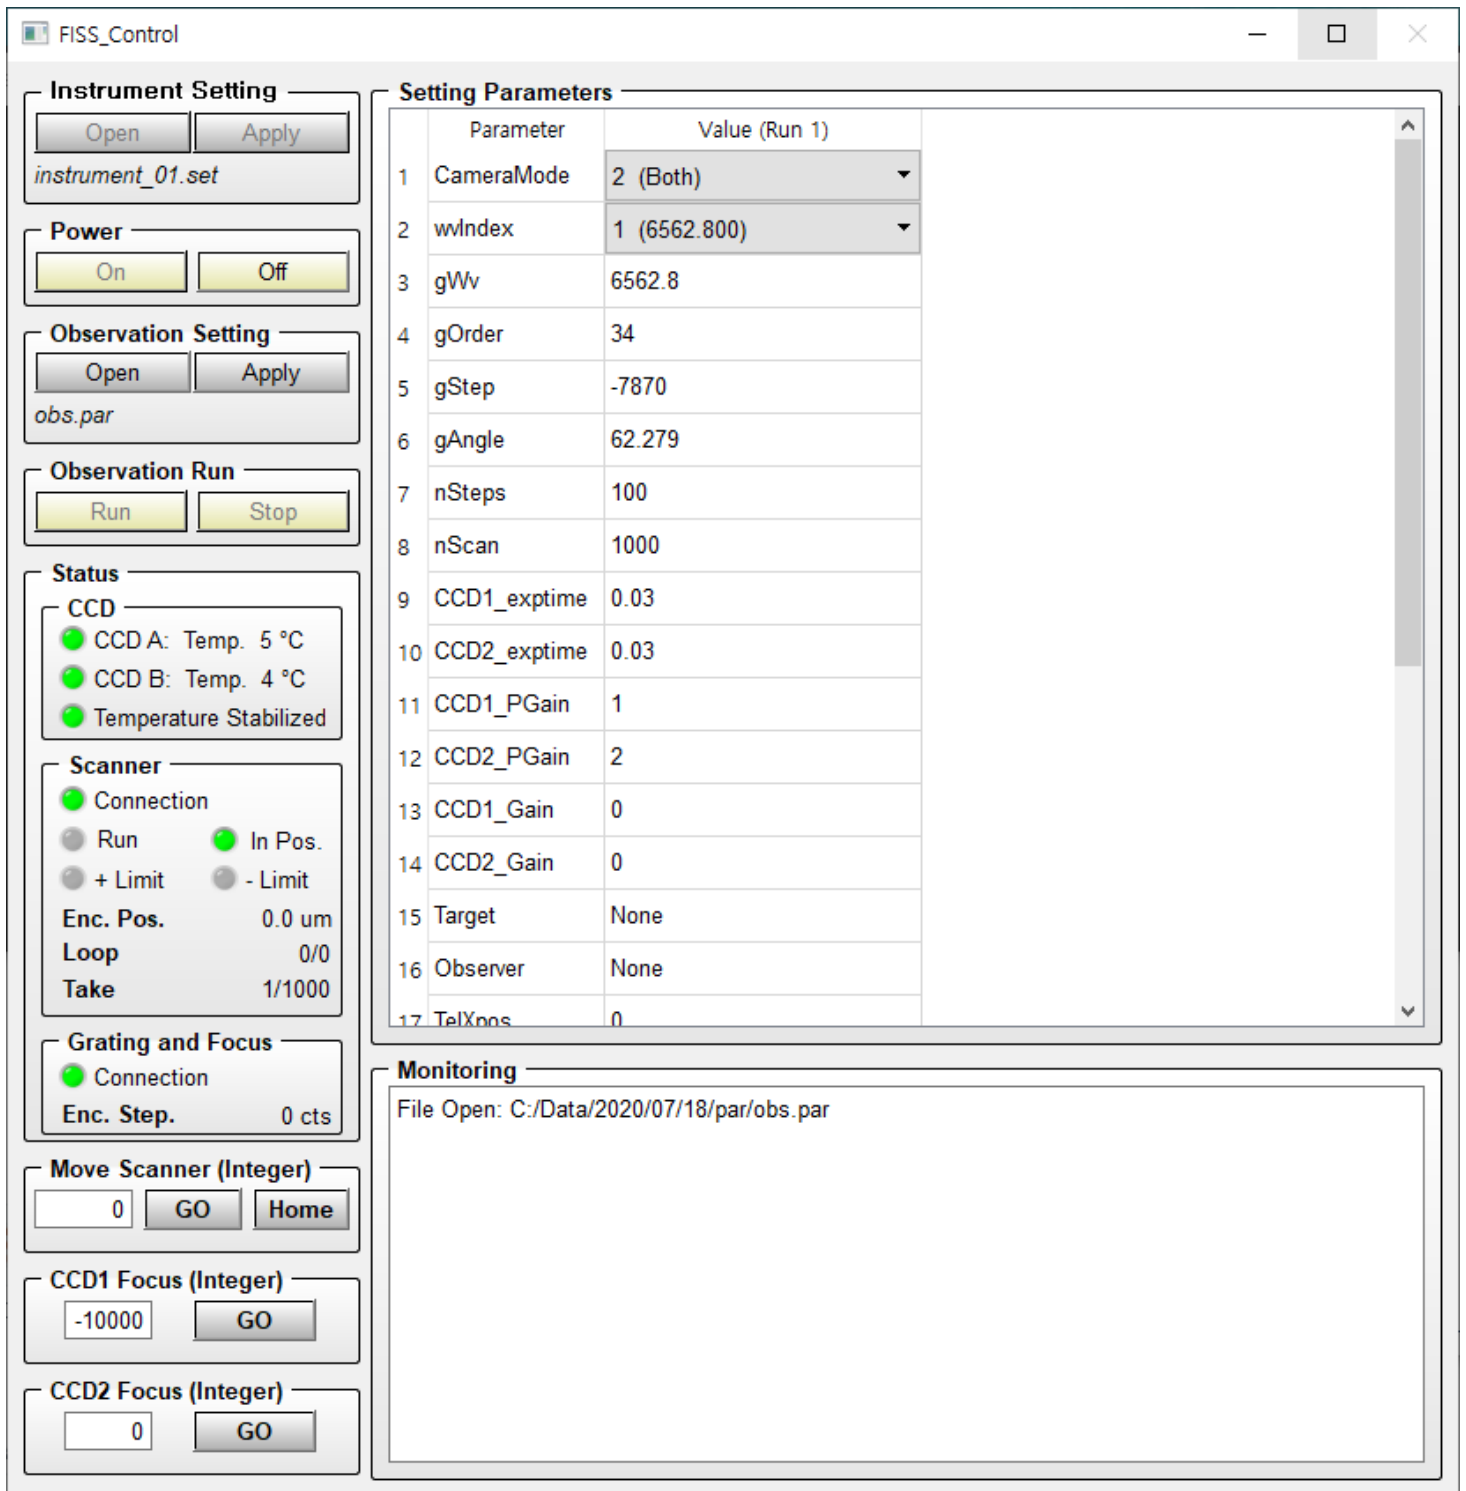 FISS_Control
Instrument Setting
Open Apply
instrument_01.set
Power
On Off
Observation Setting
Open Apply
obs.par
Observation Run
Run Stop
Status
CCD
CCD A: Temp. 5 °C
CCD B: Temp. 4 °C
Temperature Stabilized
Scanner
Connection
Run In Pos.
+ Limit - Limit
Enc. Pos. 0.0 um
Loop 0/0
Take 1/1000
Grating and Focus
Connection
Enc. Step. 0 cts
Move Scanner (Integer)
0 GO Home
CCD1 Focus (Integer)
-10000 GO
CCD2 Focus (Integer)
0 GO
Setting Parameters
Parameter Value (Run 1)
1 CameraMode 2 (Both)
2 wvIndex 1 (6562.800)
3 gWv 6562.8
4 gOrder 34
5 gStep -7870
6 gAngle 62.279
7 nSteps 100
8 nScan 1000
9 CCD1_exptime 0.03
10 CCD2_exptime 0.03
11 CCD1_PGain 1
12 CCD2_PGain 2
13 CCD1_Gain 0
14 CCD2_Gain 0
15 Target None
16 Observer None
17 TelXpos 0
Monitoring
File Open: C:/Data/2020/07/18/par/obs.par